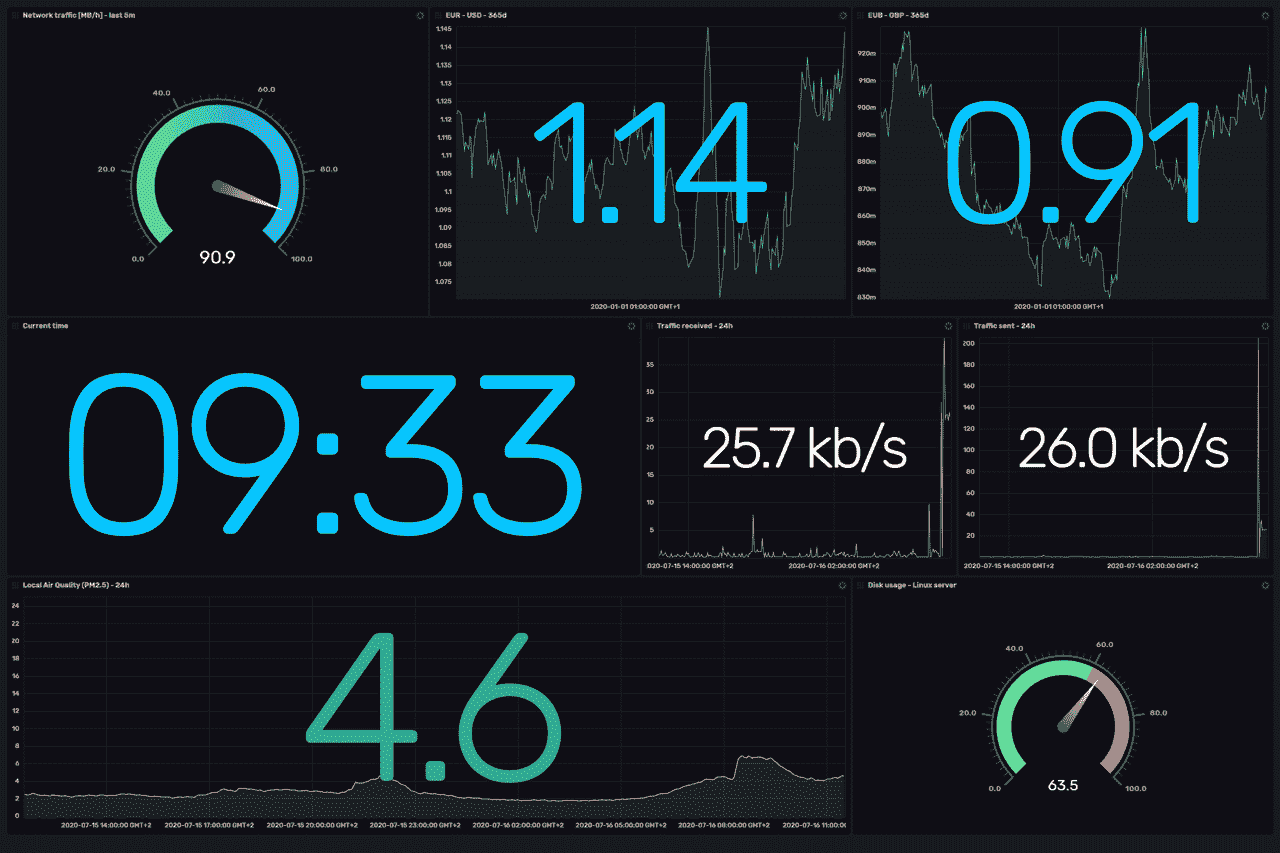 Network traffic [MB/h] - last 5m
40.0
60.0
20.0
80.0
0.0
100.0
90.9
EUR - USD - 365d
1.145
1.14
1.135
1.13
1.125
1.12
1.115
1.11
1.105
1.1
1.095
1.09
1.085
1.08
1.075
1.14
2020-01-01 01:00:00 GMT+1
EUR - GBP - 365d
920m
910m
900m
890m
880m
870m
860m
850m
840m
830m
0.91
2020-01-01 01:00:00 GMT+1
Current time
09:33
Traffic received - 24h
35
30
25
20
15
10
5
25.7 kb/s
2020-07-15 14:00:00 GMT+2
2020-07-16 02:00:00 GMT+2
Traffic sent - 24h
200
180
160
140
120
100
80
60
40
20
26.0 kb/s
2020-07-15 14:00:00 GMT+2
2020-07-16 02:00:00 GMT+2
Local Air Quality (PM2.5) - 24h
24
22
20
18
16
14
12
10
8
6
4
2
0
4.6
2020-07-15 14:00:00 GMT+2
2020-07-15 17:00:00 GMT+2
2020-07-15 20:00:00 GMT+2
2020-07-15 23:00:00 GMT+2
2020-07-16 02:00:00 GMT+2
2020-07-16 05:00:00 GMT+2
2020-07-16 08:00:00 GMT+2
2020-07-16 11:00:0
Disk usage - Linux server
40.0
60.0
20.0
80.0
0.0
100.0
63.5